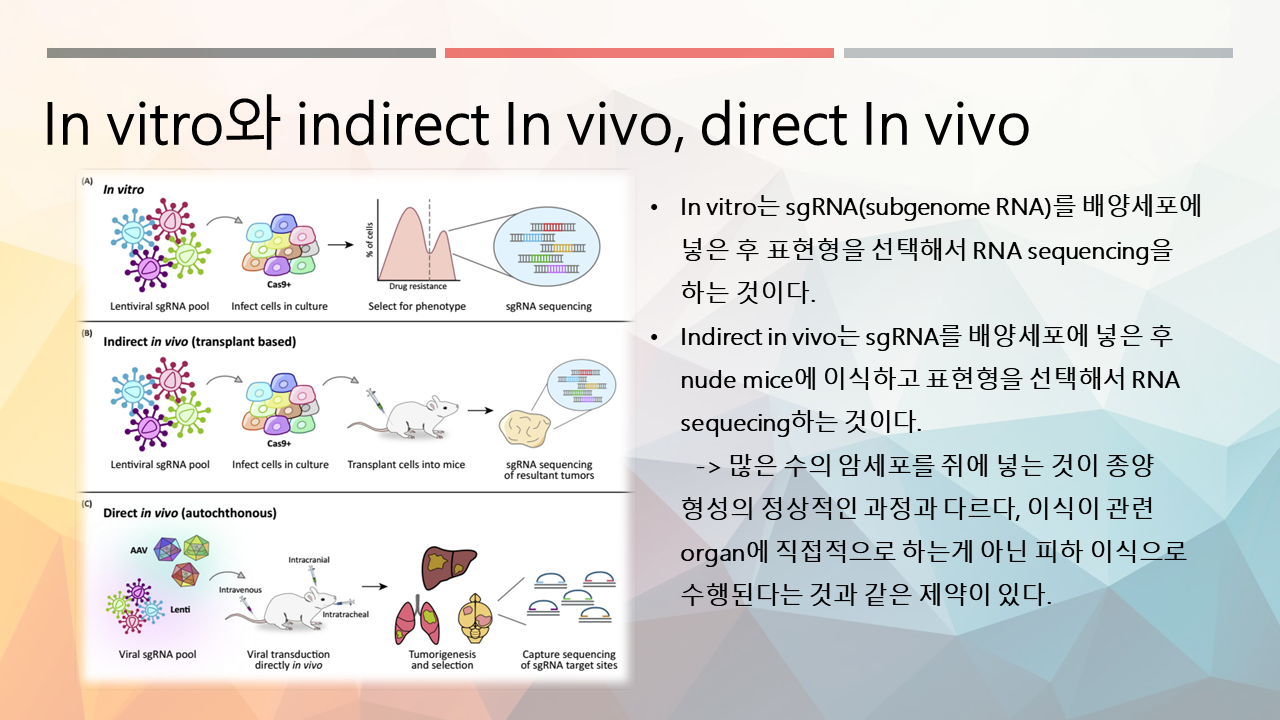 In vitro와 indirect In vivo, direct In vivo
(A)
In vitro
% of cells
Cas9+
Drug resistance
Lentiviral sgRNA pool
Infect cells in culture
Select for phenotype
sgRNA sequencing
(B)
Indirect in vivo (transplant based)
Cas9+
Lentiviral sgRNA pool
Infect cells in culture
Transplant cells into mice
sgRNA sequencing
of resultant tumors
(C)
Direct in vivo (autochthonous)
AAV
Lenti
Intracranial
Intravenous
Intratracheal
Viral sgRNA pool
Viral transduction
directly in vivo
Tumorigenesis
and selection
Capture sequencing
of sgRNA target sites
• In vitro는 sgRNA(subgenome RNA)를 배양세포에
넣은 후 표현형을 선택해서 RNA sequencing을
하는 것이다.
• Indirect in vivo는 sgRNA를 배양세포에 넣은 후
nude mice에 이식하고 표현형을 선택해서 RNA
sequecing하는 것이다.
-> 많은 수의 암세포를 쥐에 넣는 것이 종양
형성의 정상적인 과정과 다르다, 이식이 관련
organ에 직접적으로 하는게 아닌 피하 이식으로
수행된다는 것과 같은 제약이 있다.